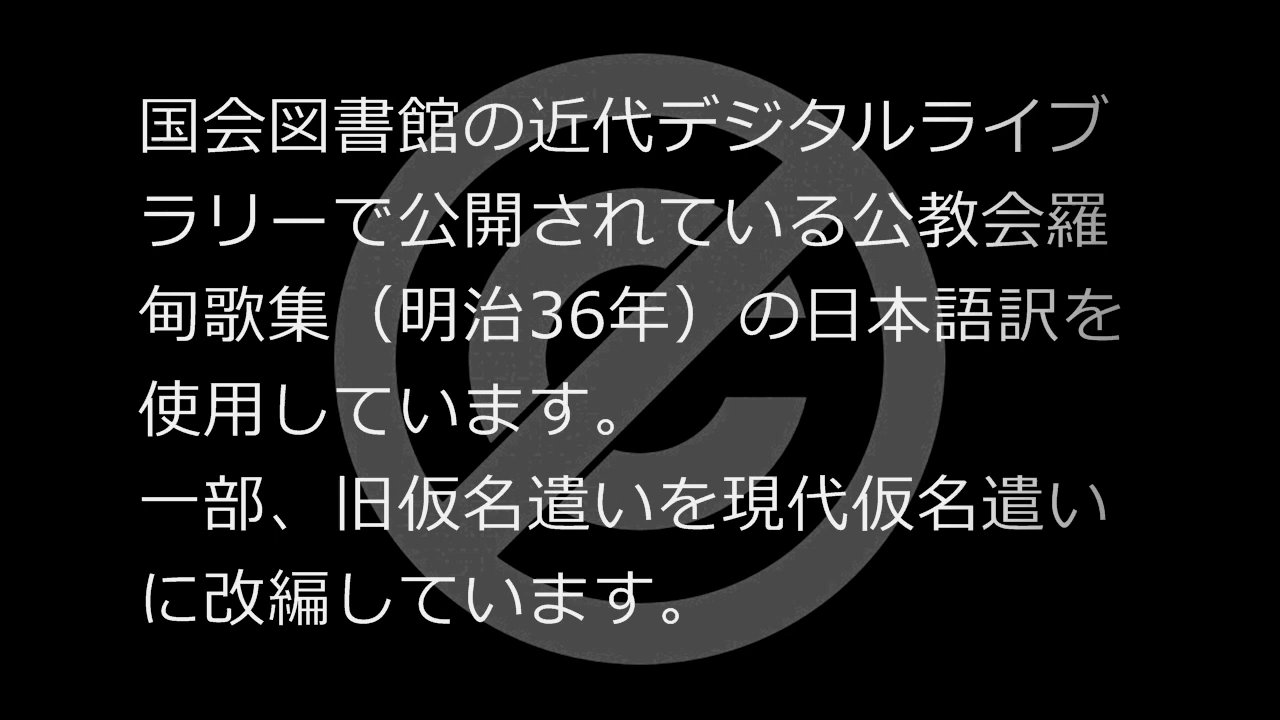 国会図書館の近代デジタルライブ
ラリーで公開されている公教会羅
甸歌集（明治36年）の日本語訳を
使用しています。
一部、旧仮名遣いを現代仮名遣い
に改編しています。